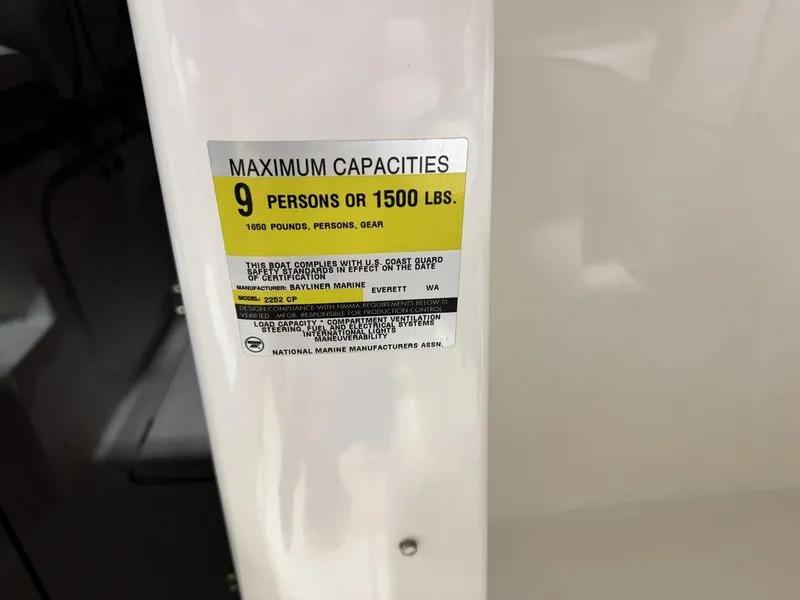 MAXIMUM CAPACITIES
9 PERSONS OR 1500 LBS.
1650 POUNDS, PERSONS, GEAR
THIS BOAT COMPLIES WITH U.S. COAST GUARD
SAFETY STANDARDS IN EFFECT ON THE DATE
OF CERTIFICATION
MANUFACTURER: BAYLINER MARINE EVERETT WA
MODEL: 2252 CP
DESIGN COMPLIANCE WITH NMMA REQUIREMENTS BELOW IS
VERIFIED. MFGR. RESPONSIBLE FOR PRODUCTION CONTROL
LOAD CAPACITY * COMPARTMENT VENTILATION
STEERING, FUEL AND ELECTRICAL SYSTEMS
INTERNATIONAL LIGHTS
MANEUVERABILITY
NATIONAL MARINE MANUFACTURERS ASSN.